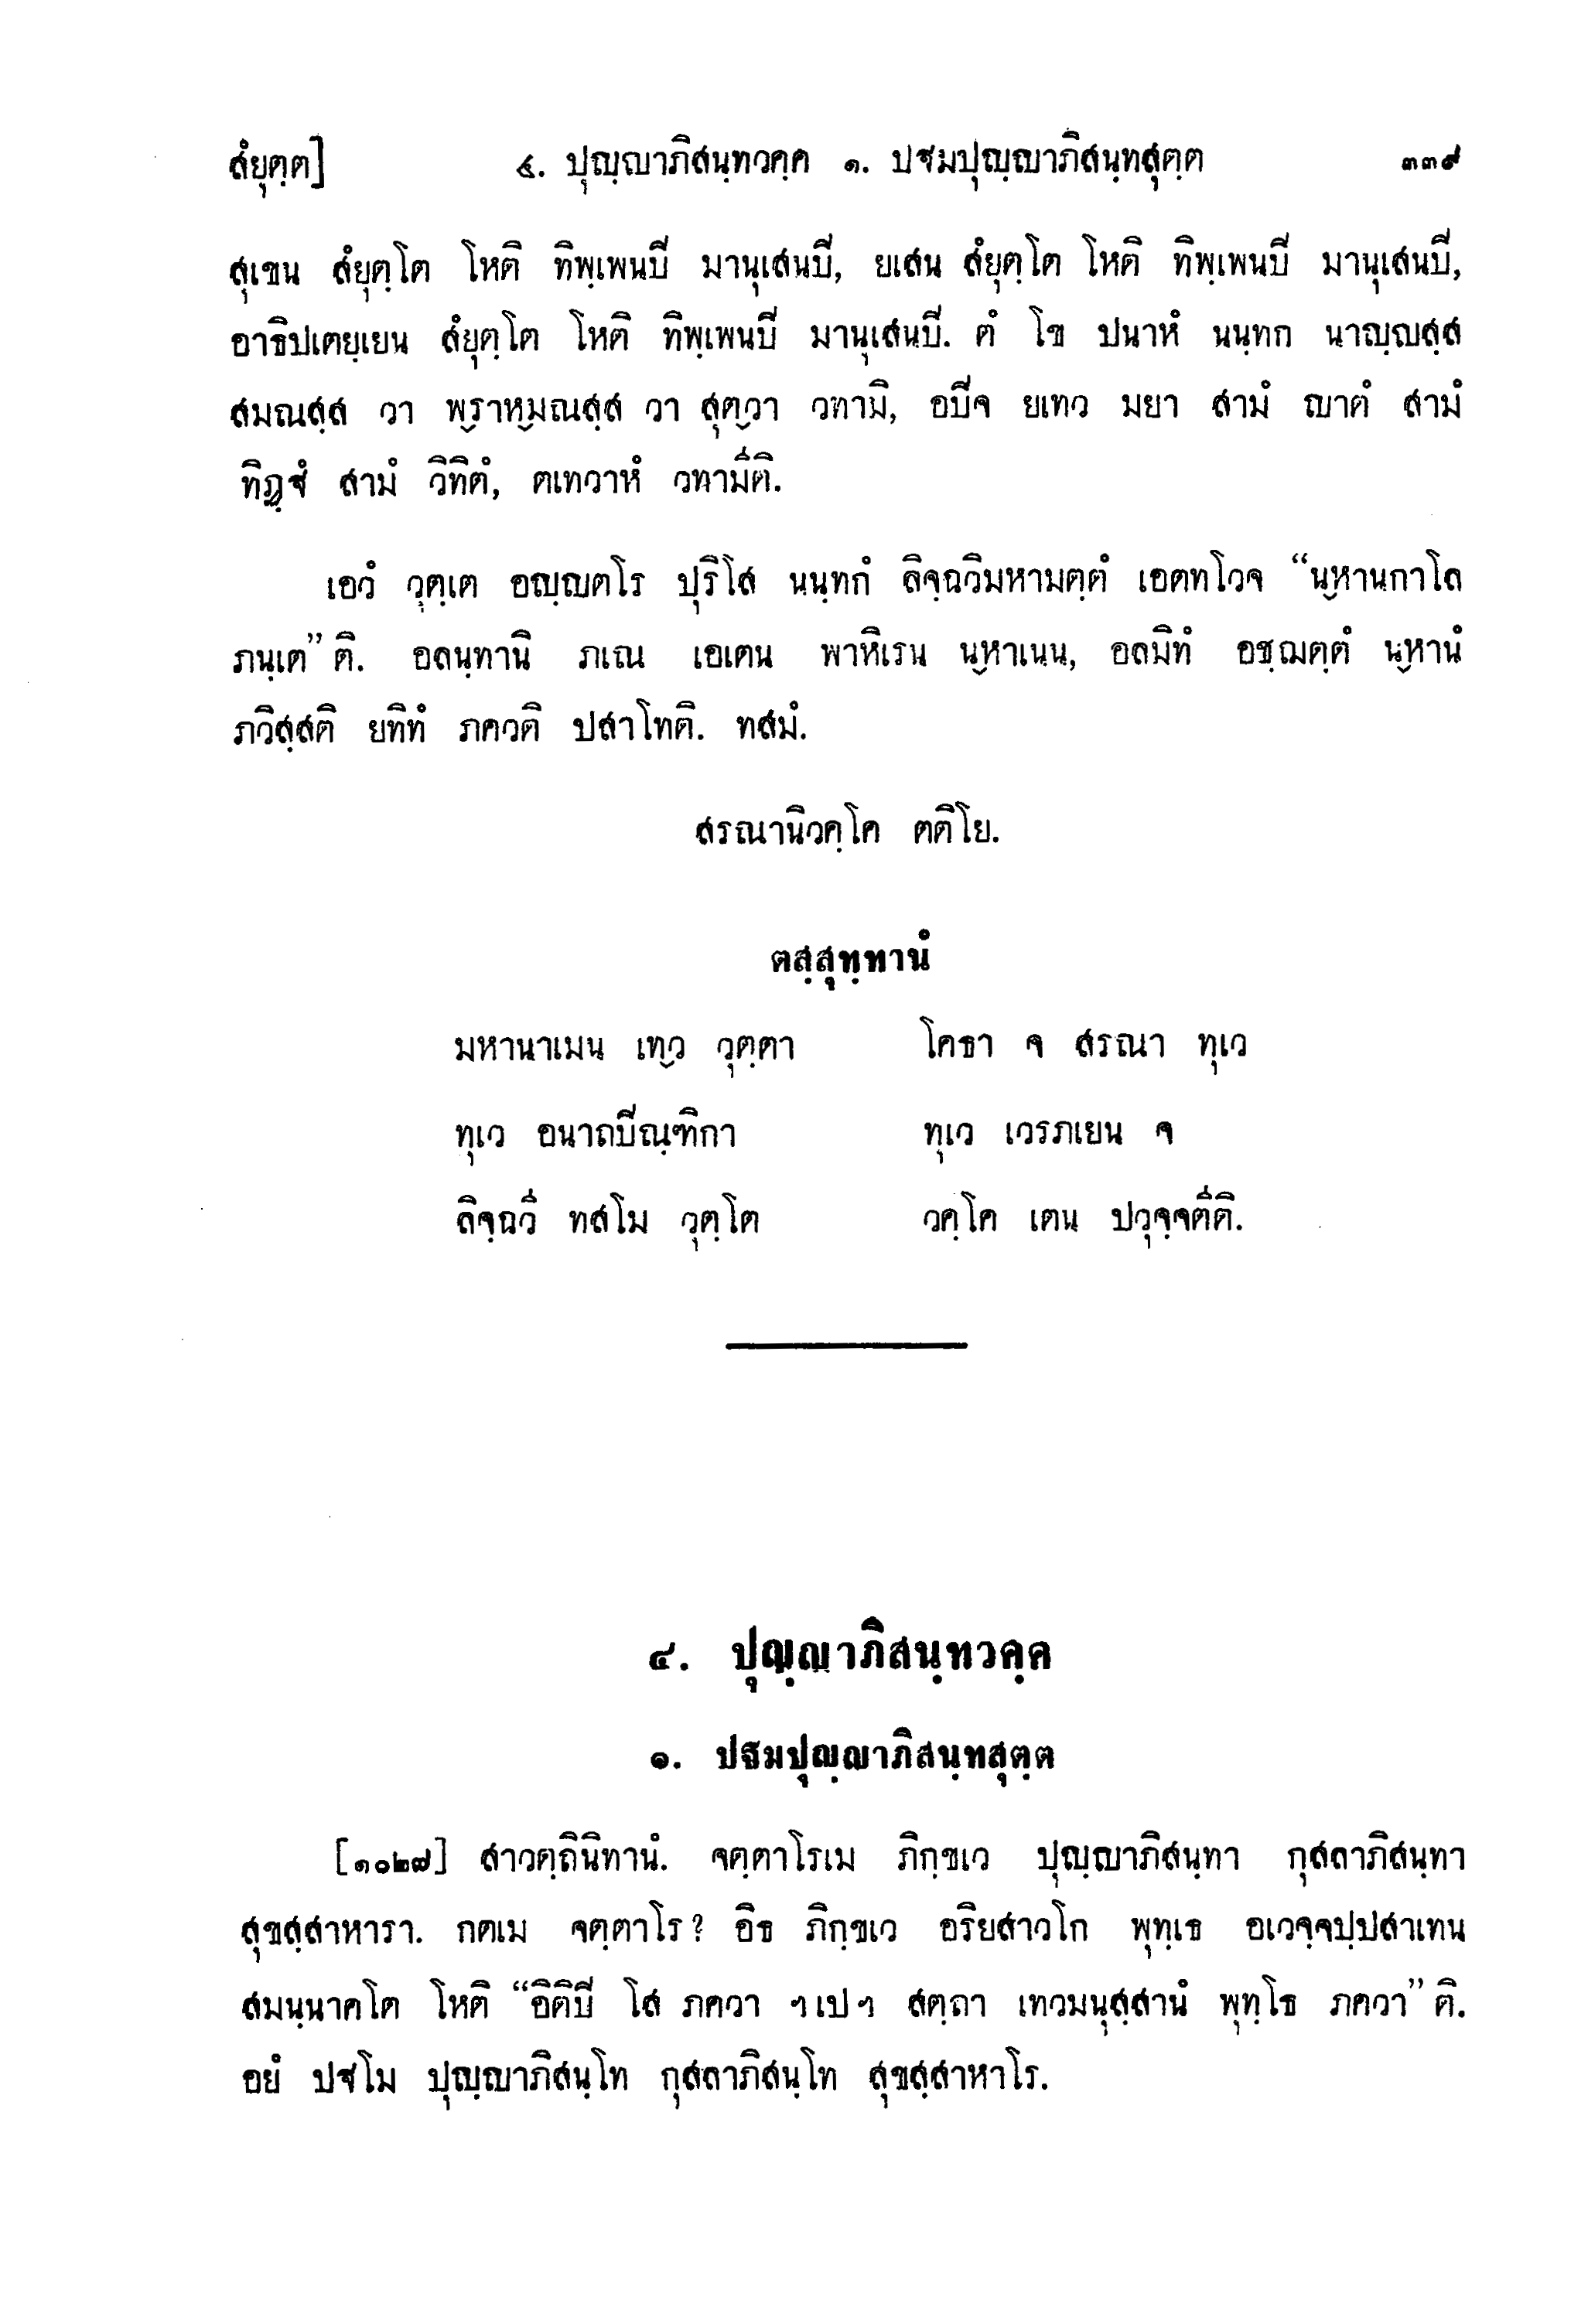 สํยุตฺต] ๔. ปุญฺญาภิสนฺทวคฺค ๑. ปฐมปุญฺญาภิสนฺทสุตฺต ๓๓๙
สุเขน สํยุตฺโต โหติ ทิพฺเพนปิ มานุเสนปิ, ยเสน สํยุตฺโต โหติ ทิพฺเพนปิ มานุเสนปิ,
อาธิปเตยฺเยน สํยุตฺโต โหติ ทิพฺเพนปิ มานุเสนปิ. ตํ โข ปนาหํ นนฺทก นาญฺญสฺส
สมณสฺส วา พฺราหฺมณสฺส วา สุตฺวา วทามิ, อปิจ ยเทว มยา สามํ ญาตํ สามํ
ทิฏฺฐํ สามํ วิทิตํ, ตเทวาหํ วทามีติ.
เอวํ วุตฺเต อญฺญตโร ปุริโส นนฺทกํ ลิจฺฉวิมหามตฺตํ เอตทโวจ “นฺหานกาโล
ภนฺเต” ติ. อลนฺทานิ ภเณ เอเตน พาหิเรน นฺหาเนน, อลมิทํ อชฺฌตฺตํ นฺหานํ
ภวิสฺสติ ยทิทํ ภควติ ปสาโทติ. ทสมํ.
สรณานิวคฺโค ตติโย.
ตสฺสุทฺทานํ
มหานาเมน เทฺว วุตฺตา โคธา จ สรณา ทุเว
ทุเว อนาถปิณฺฑิกา ทุเว เวรภเยน จ
ลิจฺฉวี ทสโม วุตฺโต วคฺโค เตน ปวุจฺจตีติ.
๔. ปุญฺญาภิสนฺทวคฺค
๑. ปฐมปุญฺญาภิสนฺทสุตฺต
[๑๐๒๗] สาวตฺถินิทานํ. จตฺตาโรเม ภิกฺขเว ปุญฺญาภิสนฺทา กุสลาภิสนฺทา
สุขสฺสาหารา. กตเม จตฺตาโร? อิธ ภิกฺขเว อริยสาวโก พุทฺเธ อเวจฺจปฺปสาเทน
สมนฺนาคโต โหติ “อิติปิ โส ภควา ฯเปฯ สตฺถา เทวมนุสฺสานํ พุทฺโธ ภควา” ติ.
อยํ ปฐโม ปุญฺญาภิสนฺโท กุสลาภิสนฺโท สุขสฺสาหาโร.